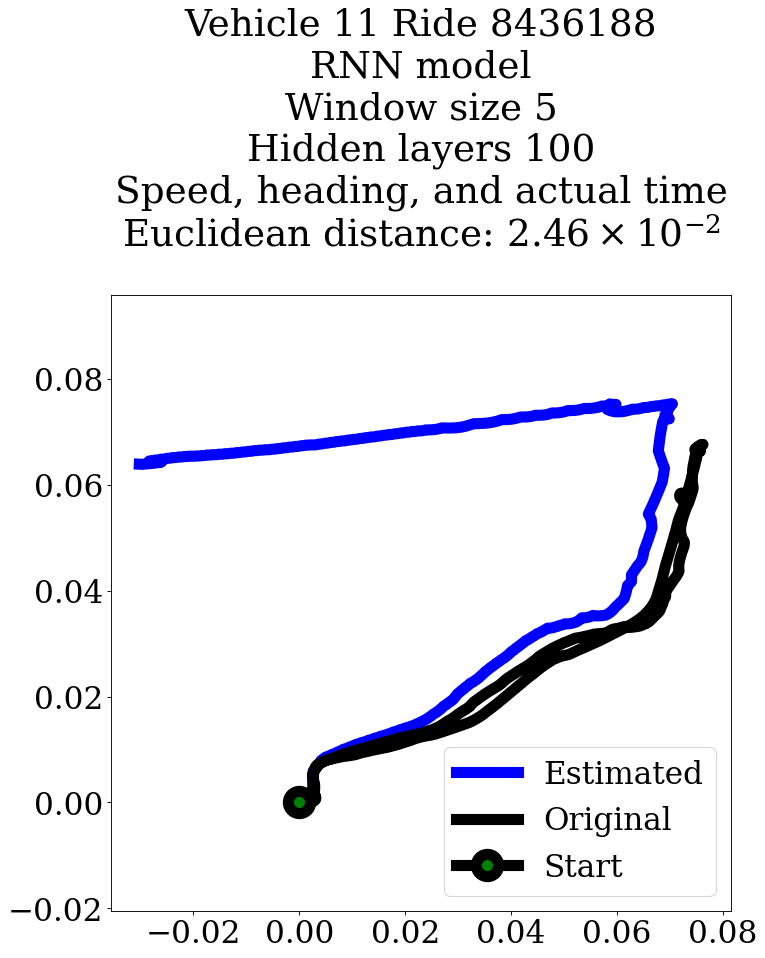 Vehicle 11 Ride 8436188
RNN model
Window size 5
Hidden layers 100
Speed, heading, and actual time
Euclidean distance: 2.46 × 10⁻²
0.08
0.06
0.04
0.02
0.00
−0.02
Estimated
Original
Start
−0.02 0.00 0.02 0.04 0.06 0.08